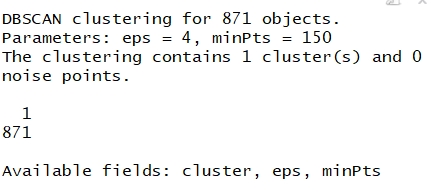 DBSCAN clustering for 871 objects.
Parameters: eps = 4, minPts = 150
The clustering contains 1 cluster(s) and 0
noise points.
1
871
Available fields: cluster, eps, minPts